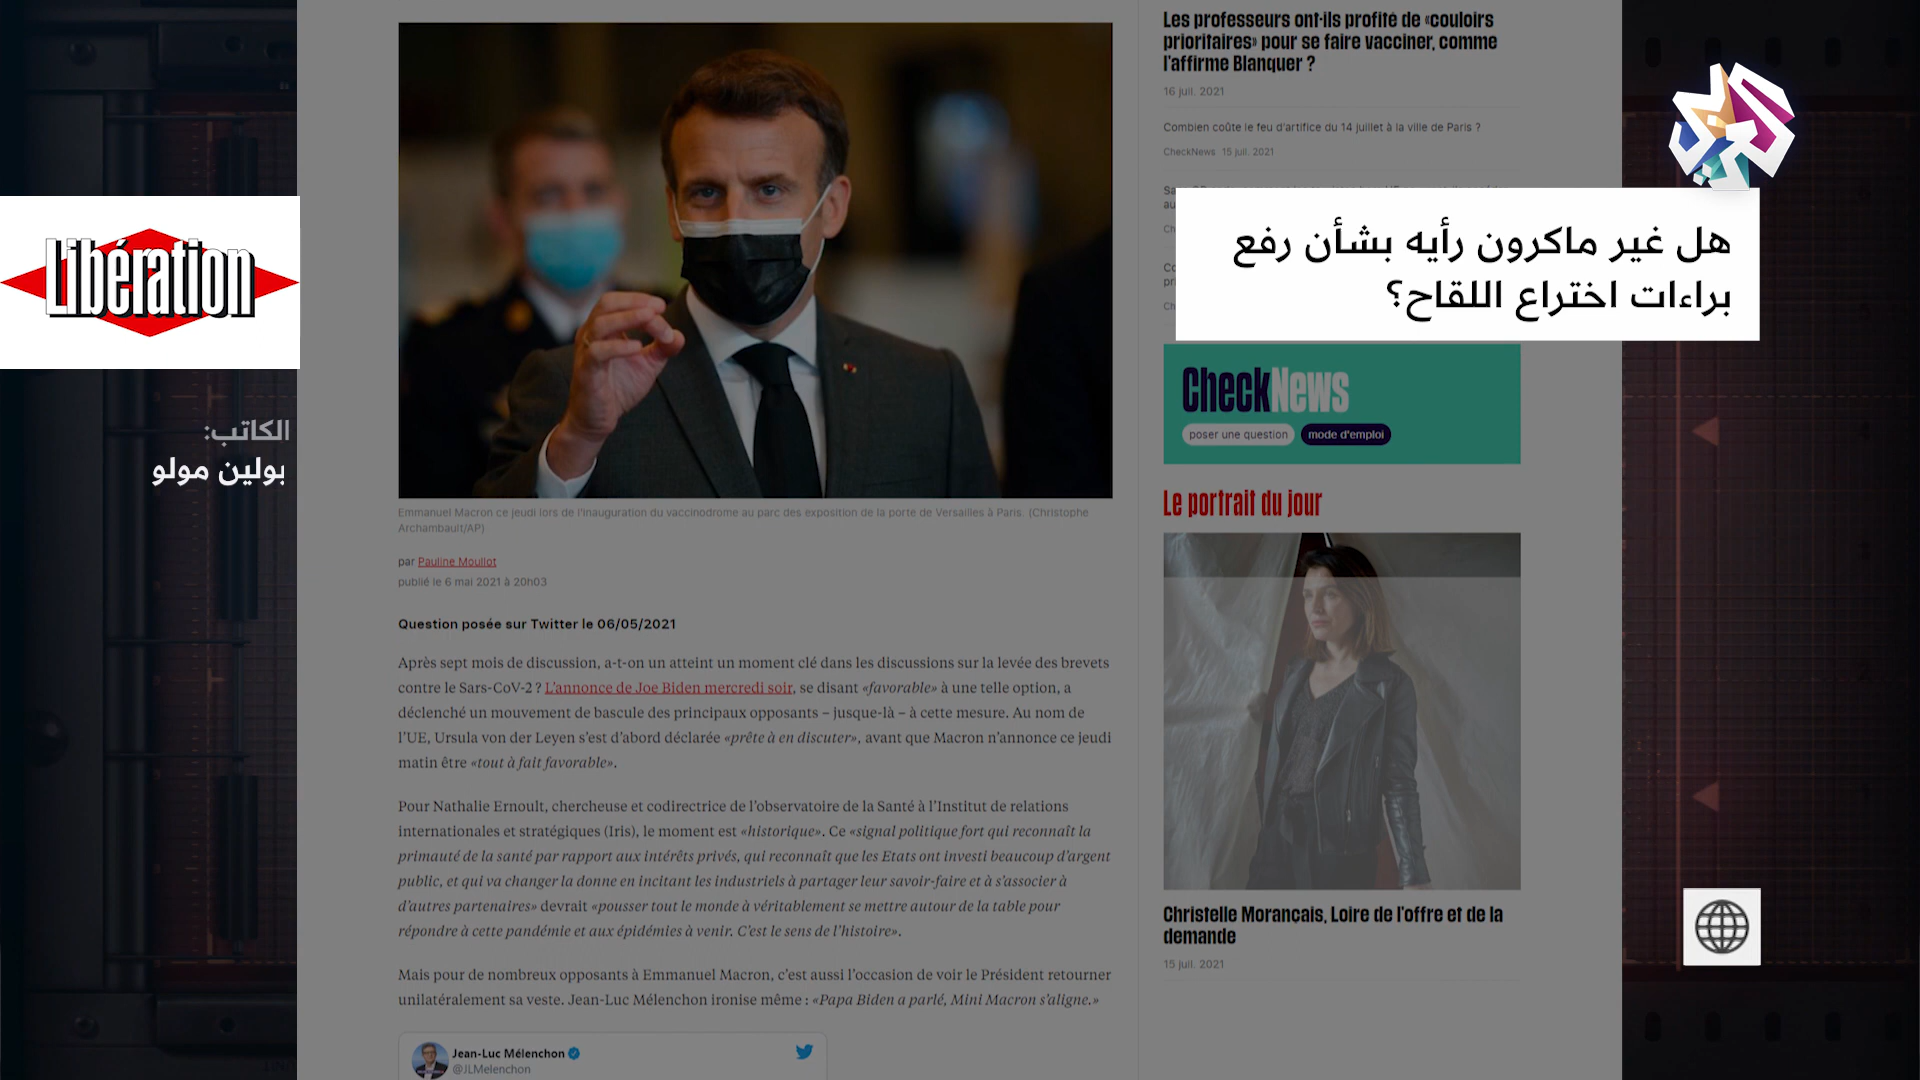 Libération
الكاتب:
بولين مولو
هل غير ماكرون رأيه بشأن رفع
براءات اختراع اللقاح؟
Emmanuel Macron ce jeudi lors de l'inauguration du vaccinodrome au parc des exposition de la porte de Versailles à Paris. (Christophe
Archambault/AP)
par Pauline Moullot
publié le 6 mai 2021 à 20h03
Question posée sur Twitter le 06/05/2021
Après sept mois de discussion, a-t-on un atteint un moment clé dans les discussions sur la levée des brevets
contre le Sars-CoV-2 ? L'annonce de Joe Biden mercredi soir, se disant «favorable» à une telle option, a
déclenché un mouvement de bascule des principaux opposants – jusque-là – à cette mesure. Au nom de
l'UE, Ursula von der Leyen s'est d'abord déclarée «prête à en discuter», avant que Macron n'annonce ce jeudi
matin être «tout à fait favorable».
Pour Nathalie Ernoult, chercheuse et codirectrice de l'observatoire de la Santé à l'Institut de relations
internationales et stratégiques (Iris), le moment est «historique». Ce «signal politique fort qui reconnaît la
primauté de la santé par rapport aux intérêts privés, qui reconnaît que les Etats ont investi beaucoup d'argent
public, et qui va changer la donne en incitant les industriels à partager leur savoir-faire et à s'associer à
d'autres partenaires» devrait «pousser tout le monde à véritablement se mettre autour de la table pour
répondre à cette pandémie et aux épidémies à venir. C'est le sens de l'histoire».
Mais pour de nombreux opposants à Emmanuel Macron, c'est aussi l'occasion de voir le Président retourner
unilatéralement sa veste. Jean-Luc Mélenchon ironise même : «Papa Biden a parlé, Mini Macron s'aligne.»
Jean-Luc Mélenchon
@JLMelenchon
Les professeurs ont-ils profité de «couloirs
prioritaires» pour se faire vacciner, comme
l'affirme Blanquer ?
16 juil. 2021
Combien coûte le feu d'artifice du 14 juillet à la ville de Paris ?
CheckNews 15 juil. 2021
CheckNews
poser une question mode d'emploi
Le portrait du jour
Christelle Morançais, Loire de l'offre et de la
demande
15 juil. 2021